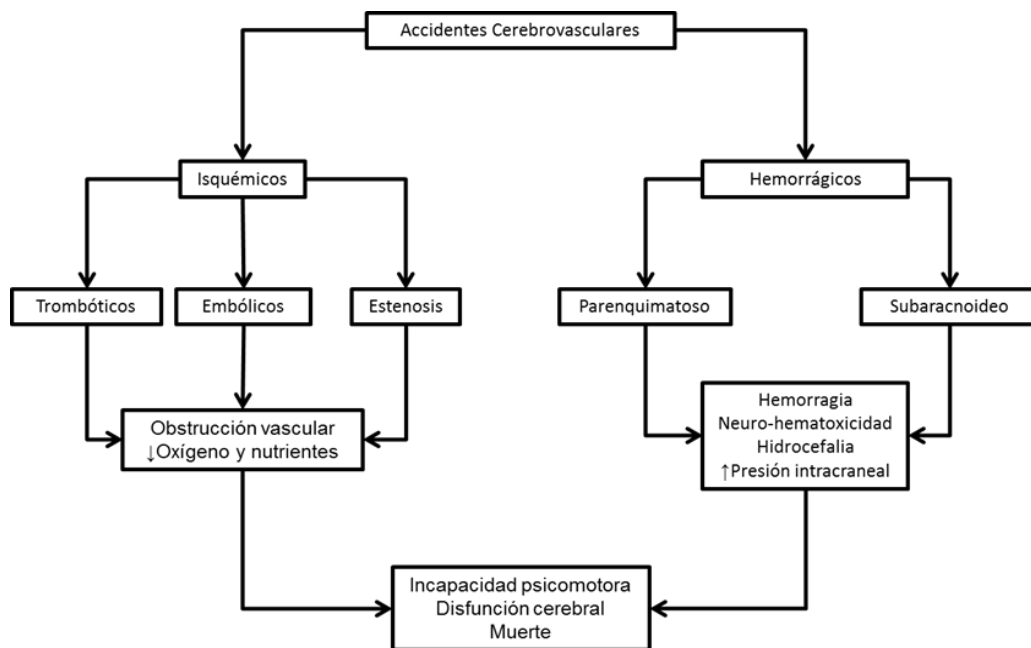 Accidentes Cerebrovasculares
Isquémicos
Hemorrágicos
Trombóticos
Embólicos
Estenosis
Parenquimatoso
Subaracnoideo
Obstrucción vascular
↓Oxígeno y nutrientes
Hemorragia
Neuro-hematoxicidad
Hidrocefalia
↑Presión intracraneal
Incapacidad psicomotora
Disfunción cerebral
Muerte